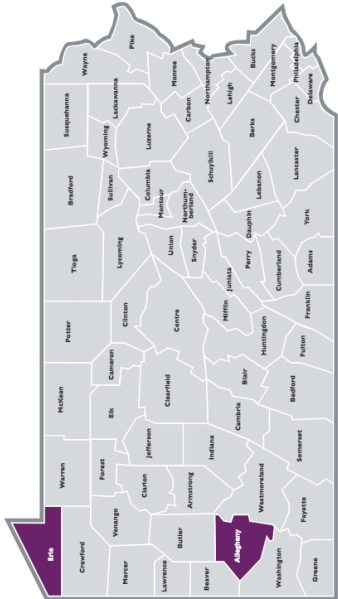 Erie
Crawford
Mercer
Lawrence
Beaver
Washington
Greene
Warren
Forest
Venango
Clarion
Butler
Armstrong
Allegheny
Westmoreland
Fayette
McKean
Elk
Cameron
Jefferson
Clearfield
Indiana
Cambria
Blair
Somerset
Bedford
Potter
Clinton
Centre
Huntingdon
Fulton
Franklin
Tioga
Lycoming
Union
Snyder
Mifflin
Juniata
Perry
Cumberland
Adams
Bradford
Sullivan
Columbia
Montour
Northum-
berland
Dauphin
York
Susquehanna
Wyoming
Lackawanna
Luzerne
Schuylkill
Lebanon
Lancaster
Wayne
Pike
Monroe
Carbon
Northampton
Lehigh
Berks
Bucks
Montgomery
Philadelphia
Chester
Delaware